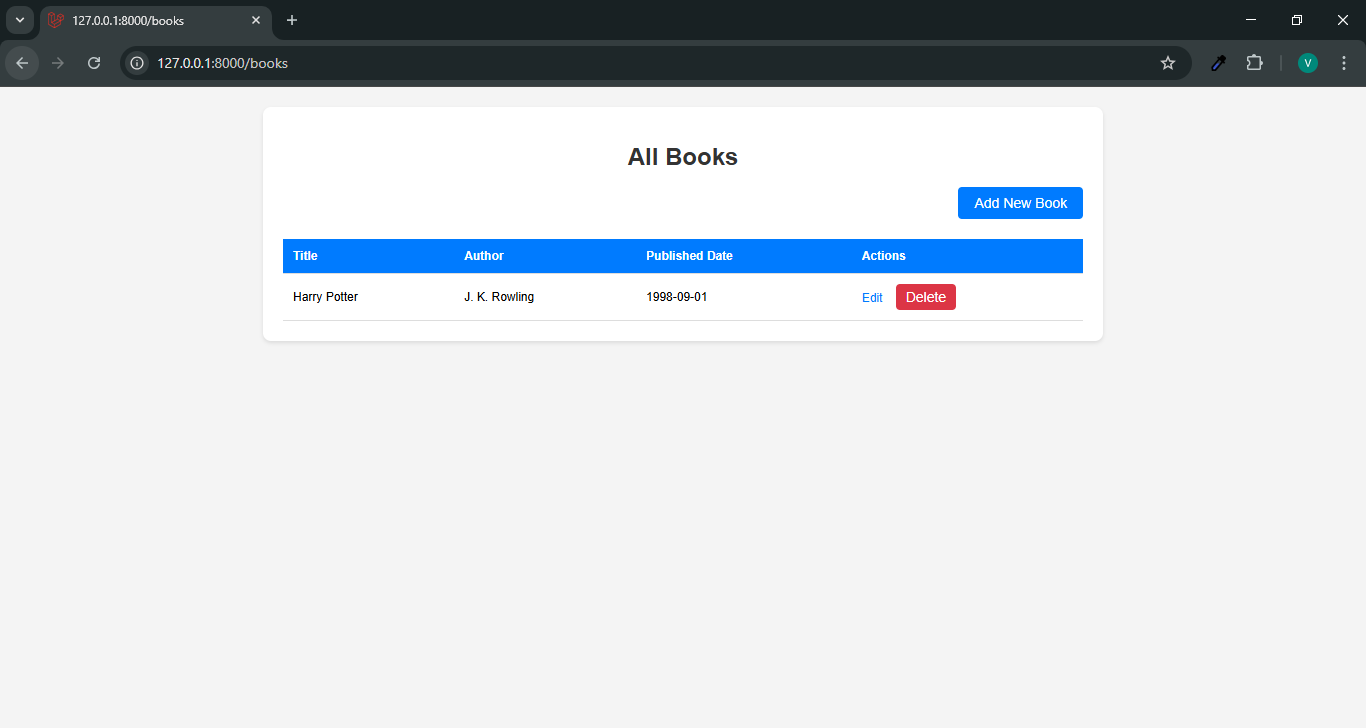 127.0.0.1:8000/books
127.0.0.1:8000/books
V
All Books
Add New Book
Title Author Published Date Actions
Harry Potter J. K. Rowling 1998-09-01 Edit Delete